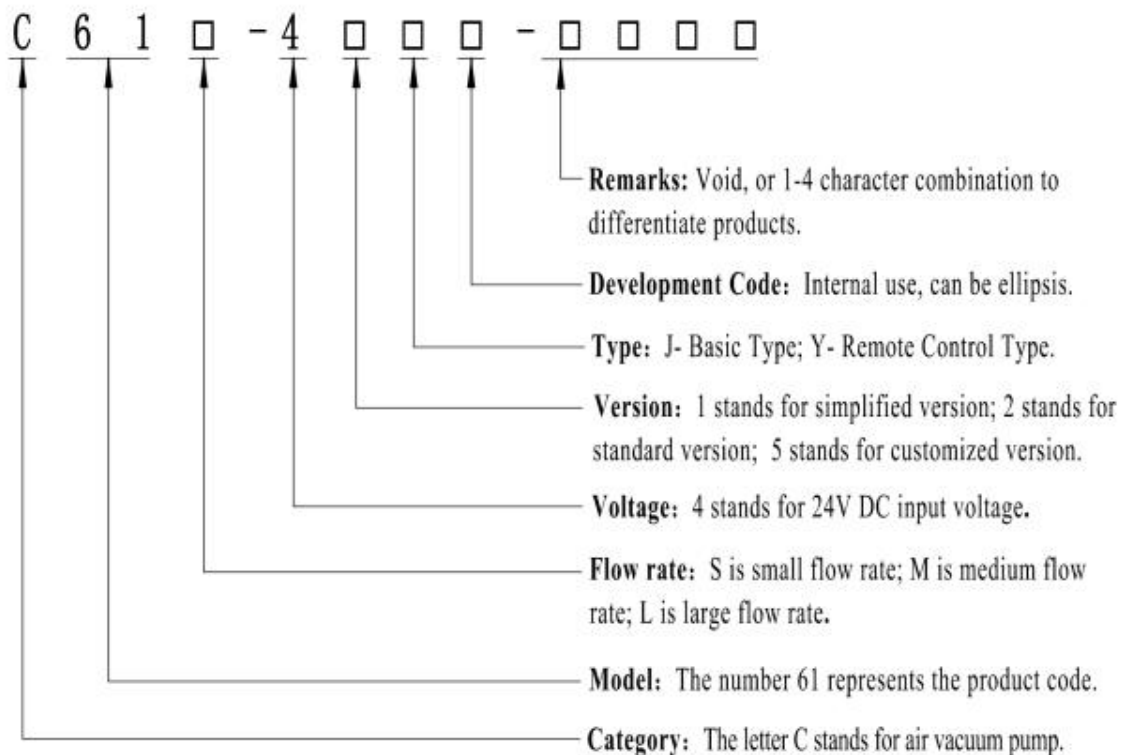 C 6 1 □ - 4 □ □ □ - □ □ □ □
Remarks: Void, or 1-4 character combination to
differentiate products.
Development Code： Internal use, can be ellipsis.
Type： J- Basic Type; Y- Remote Control Type.
Version： 1 stands for simplified version; 2 stands for
standard version; 5 stands for customized version.
Voltage： 4 stands for 24V DC input voltage.
Flow rate： S is small flow rate; M is medium flow
rate; L is large flow rate.
Model： The number 61 represents the product code.
Category： The letter C stands for air vacuum pump.